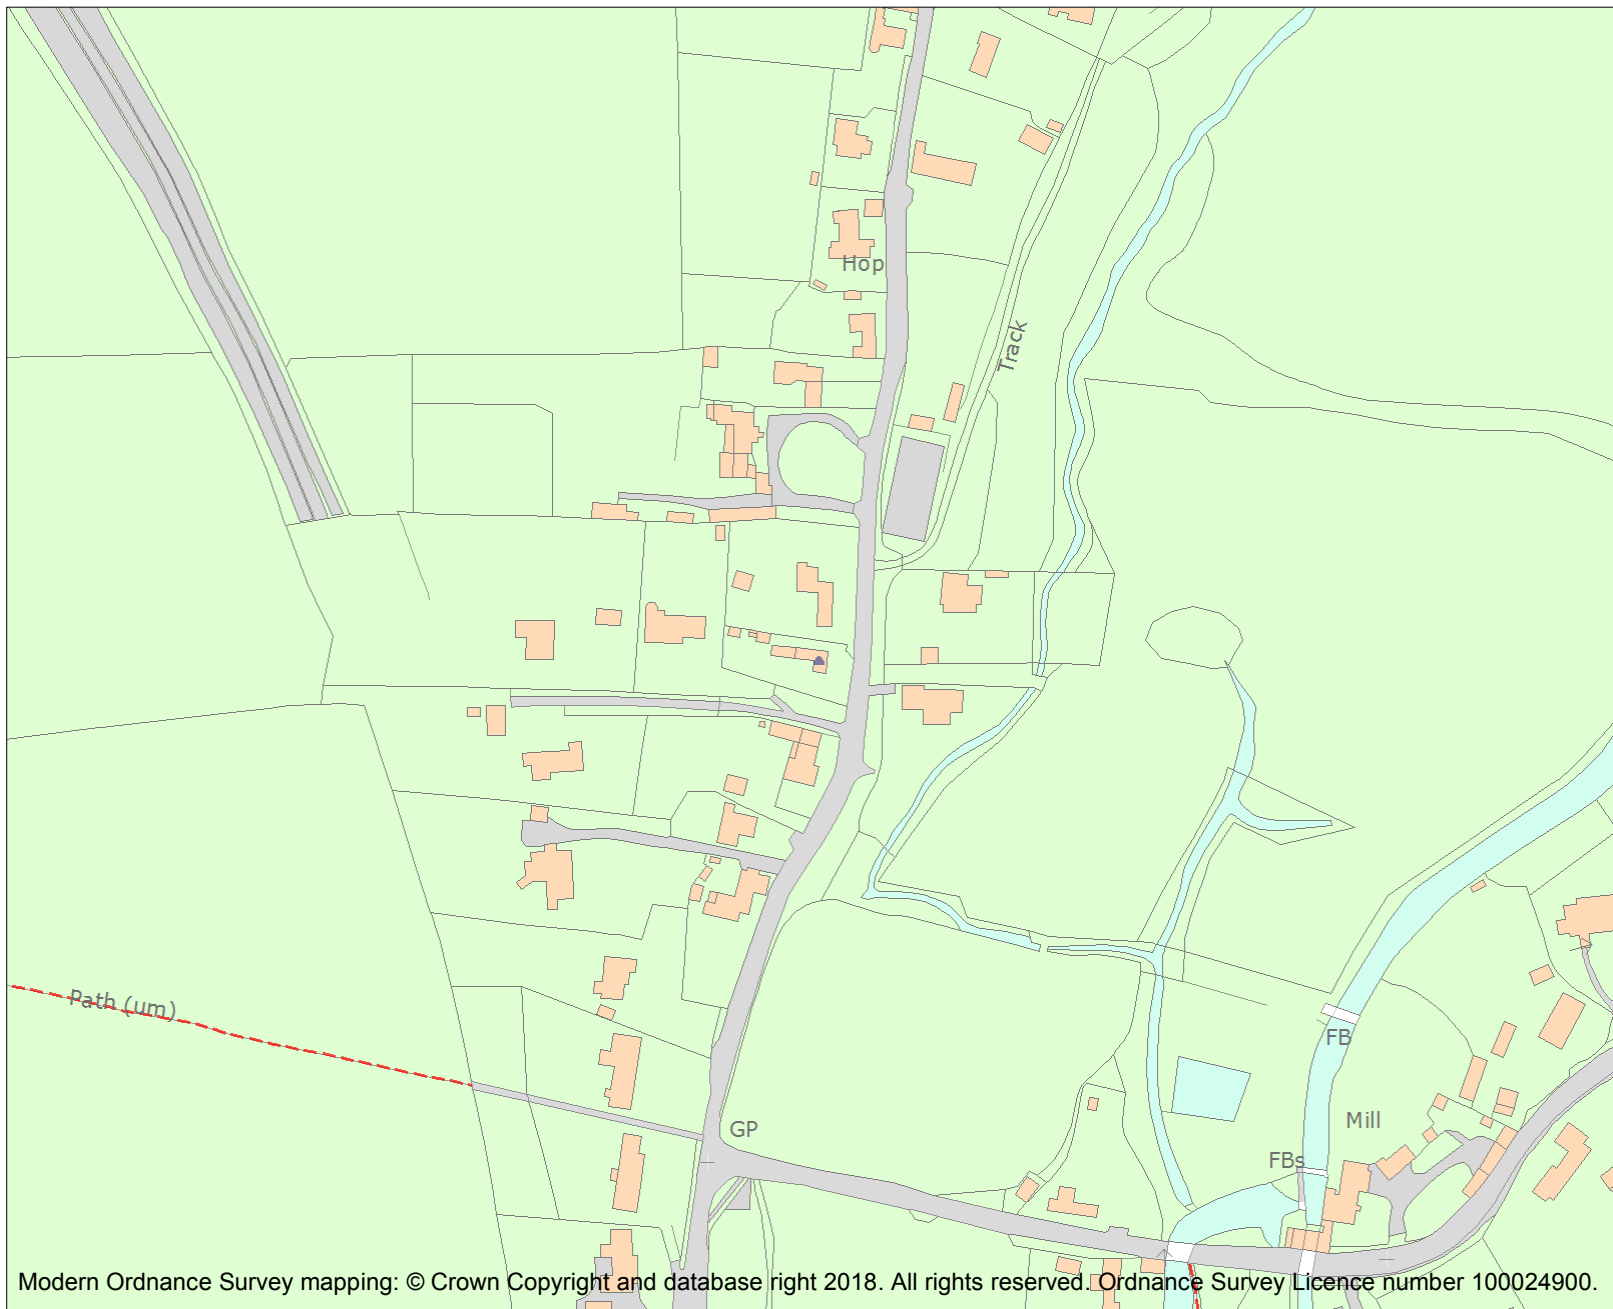 Hop
Track
Path (um)
FB
GP
Mill
FBs
Modern Ordnance Survey mapping: © Crown Copyright and database right 2018. All rights reserved. Ordnance Survey Licence number 100024900.